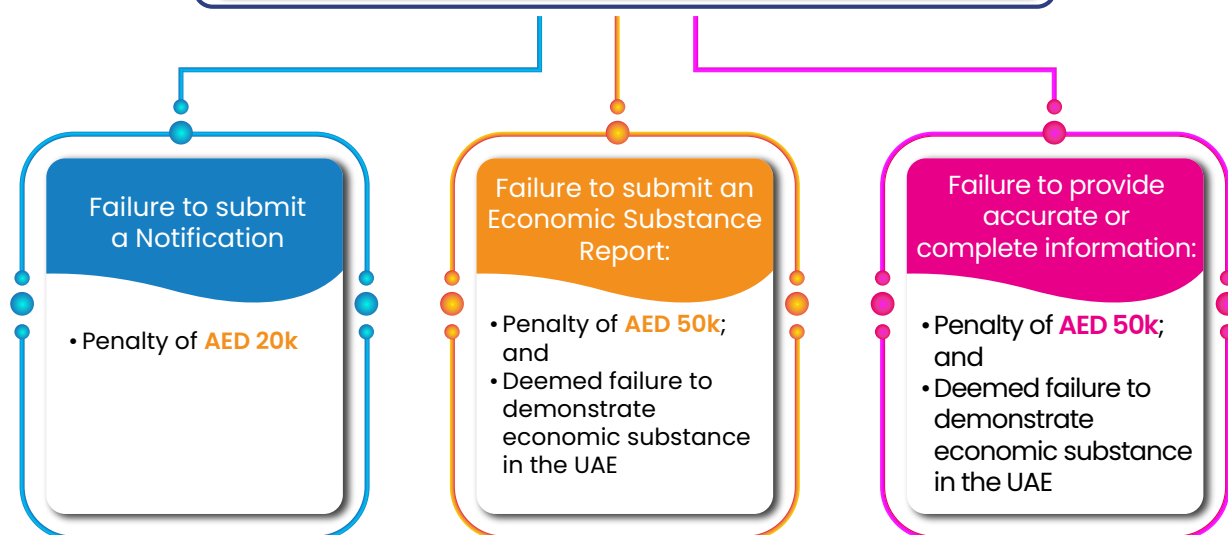 Failure to submit
a Notification
• Penalty of AED 20k
Failure to submit an
Economic Substance
Report:
• Penalty of AED 50k;
and
• Deemed failure to
demonstrate
economic substance
in the UAE
Failure to provide
accurate or
complete information:
• Penalty of AED 50k;
and
• Deemed failure to
demonstrate
economic substance
in the UAE